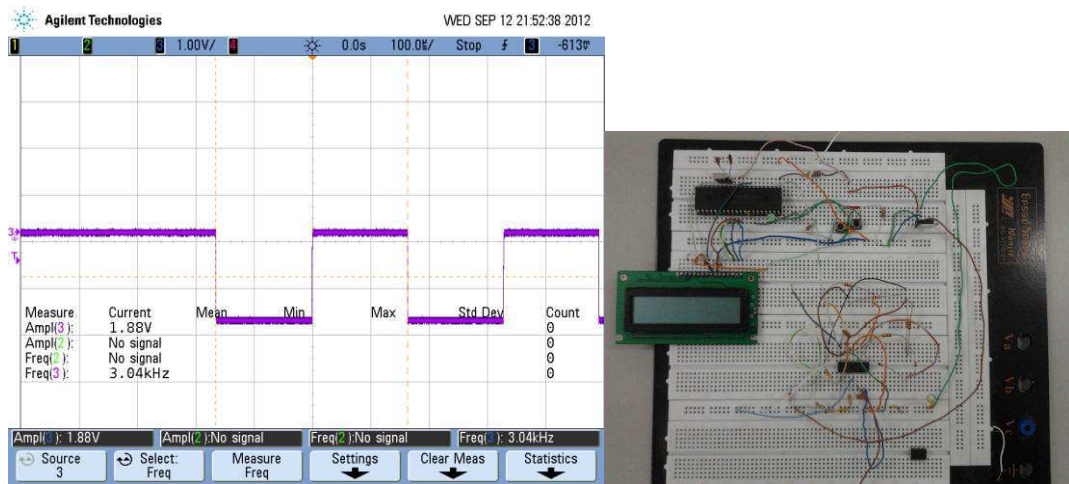 Agilent Technologies WED SEP 12 21:52:38 2012
1 2 3 1.00V/ 4 0.0s 100.0%/ Stop 3 -613▽
3
T
Measure Current Mean Min Max Std Dev Count
Ampl(3): 1.88V 0
Ampl(2): No signal 0
Freq(2): No signal 0
Freq(3): 3.04kHz 0
Ampl(3): 1.88V Ampl(2):No signal Freq(2):No signal Freq(3): 3.04kHz
Source Select: Measure Settings Clear Meas Statistics
3 Freq Freq
Va
Vb
Vc